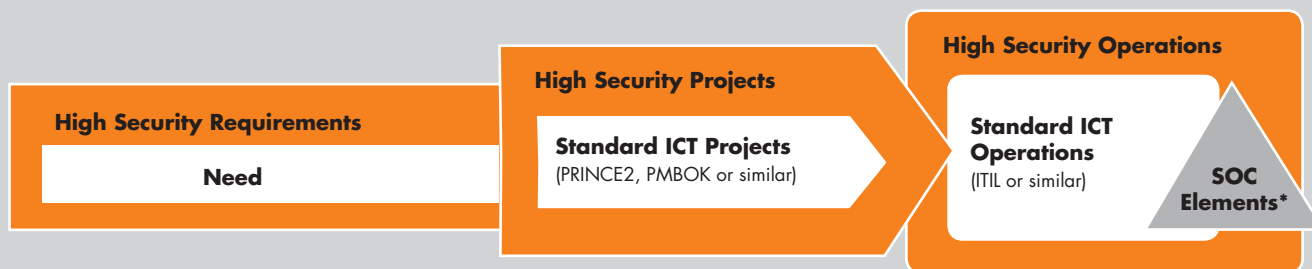 High Security Requirements
Need
High Security Projects
Standard ICT Projects
(PRINCE2, PMBOK or similar)
High Security Operations
Standard ICT
Operations
(ITIL or similar)
SOC
Elements*